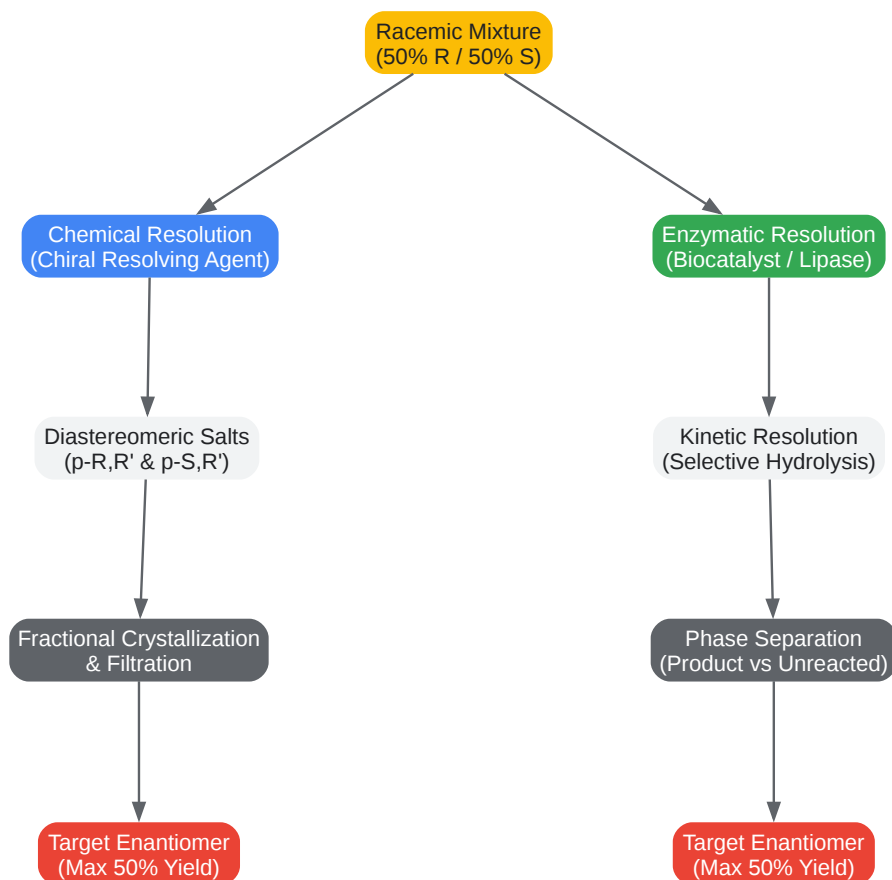 Racemic Mixture
(50% R / 50% S)
Chemical Resolution
(Chiral Resolving Agent)
Enzymatic Resolution
(Biocatalyst / Lipase)
Diastereomeric Salts
(p-R,R' & p-S,R')
Kinetic Resolution
(Selective Hydrolysis)
Fractional Crystallization
& Filtration
Phase Separation
(Product vs Unreacted)
Target Enantiomer
(Max 50% Yield)
Target Enantiomer
(Max 50% Yield)